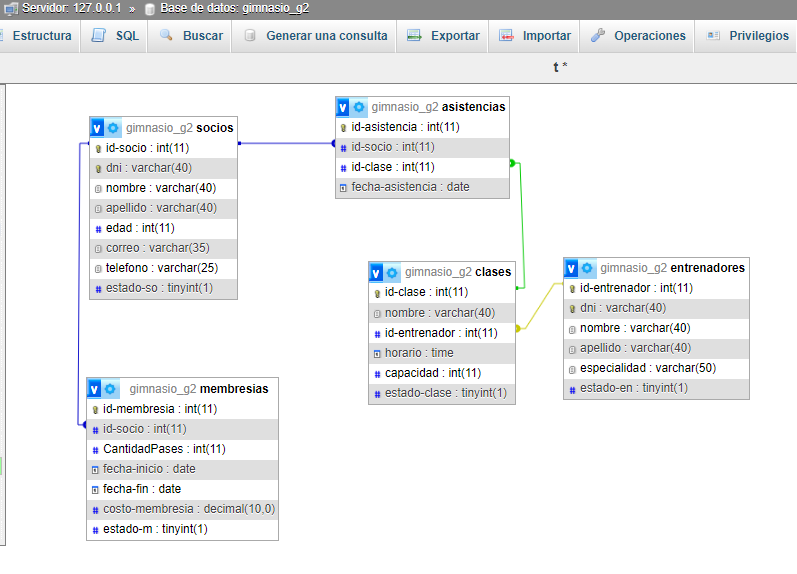 Servidor: 127.0.0.1 » Base de datos: gimnasio_g2
Estructura SQL Buscar Generar una consulta Exportar Importar Operaciones Privilegios
t *
gimnasio_g2 socios
id-socio : int(11)
dni : varchar(40)
nombre : varchar(40)
apellido : varchar(40)
edad : int(11)
correo : varchar(35)
telefono : varchar(25)
estado-so : tinyint(1)
gimnasio_g2 asistencias
id-asistencia : int(11)
id-socio : int(11)
id-clase : int(11)
fecha-asistencia : date
gimnasio_g2 clases
id-clase : int(11)
nombre : varchar(40)
id-entrenador : int(11)
horario : time
capacidad : int(11)
estado-clase : tinyint(1)
gimnasio_g2 entrenadores
id-entrenador : int(11)
dni : varchar(40)
nombre : varchar(40)
apellido : varchar(40)
especialidad : varchar(50)
estado-en : tinyint(1)
gimnasio_g2 membresias
id-membresia : int(11)
id-socio : int(11)
CantidadPases : int(11)
fecha-inicio : date
fecha-fin : date
costo-membresia : decimal(10,0)
estado-m : tinyint(1)